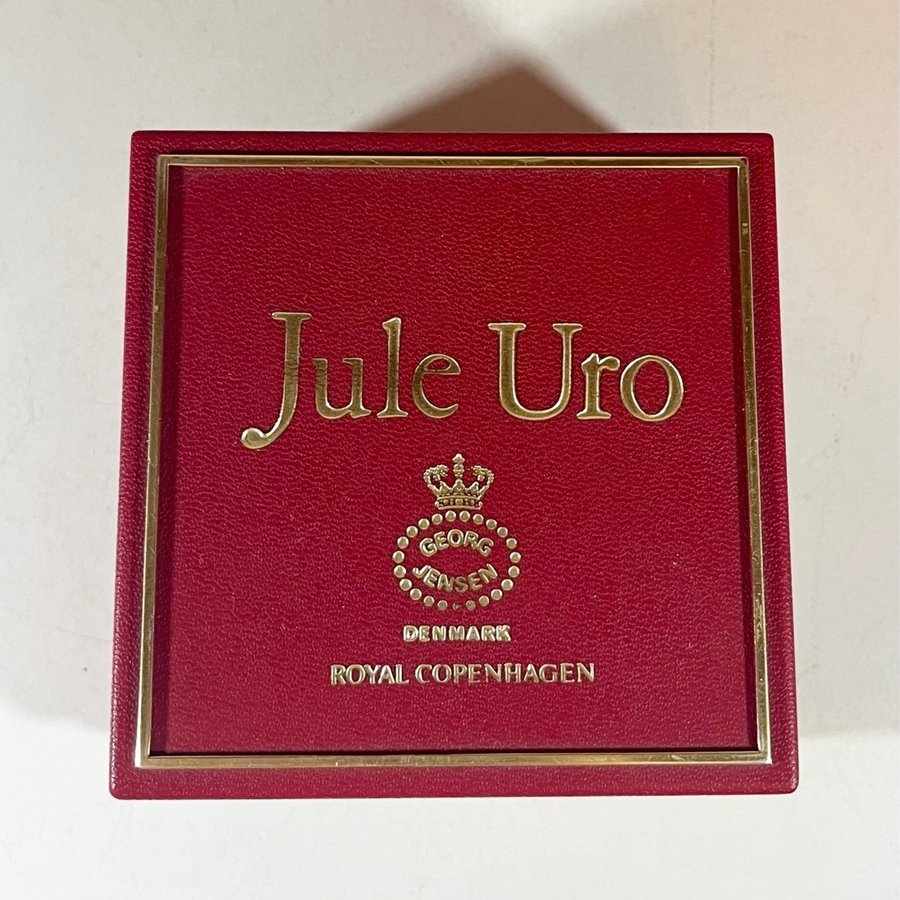 Jule Uro
GEORG
JENSEN
DENMARK
ROYAL COPENHAGEN